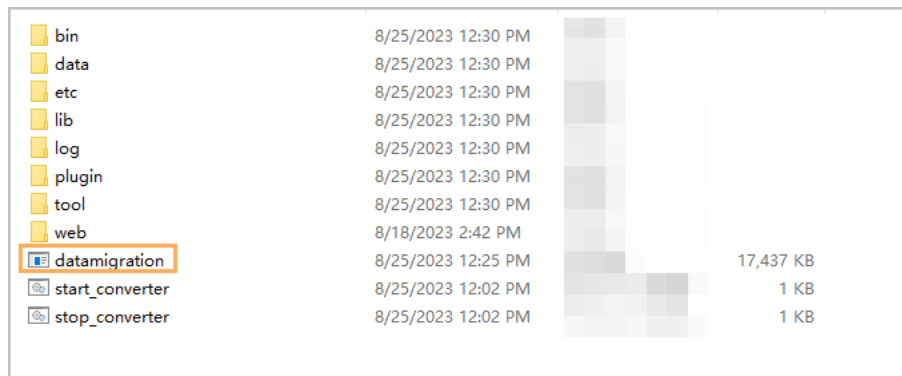 bin 8/25/2023 12:30 PM
data 8/25/2023 12:30 PM
etc 8/25/2023 12:30 PM
lib 8/25/2023 12:30 PM
log 8/25/2023 12:30 PM
plugin 8/25/2023 12:30 PM
tool 8/25/2023 12:30 PM
web 8/18/2023 2:42 PM
datamigration 8/25/2023 12:25 PM 17,437 KB
start_converter 8/25/2023 12:02 PM 1 KB
stop_converter 8/25/2023 12:02 PM 1 KB